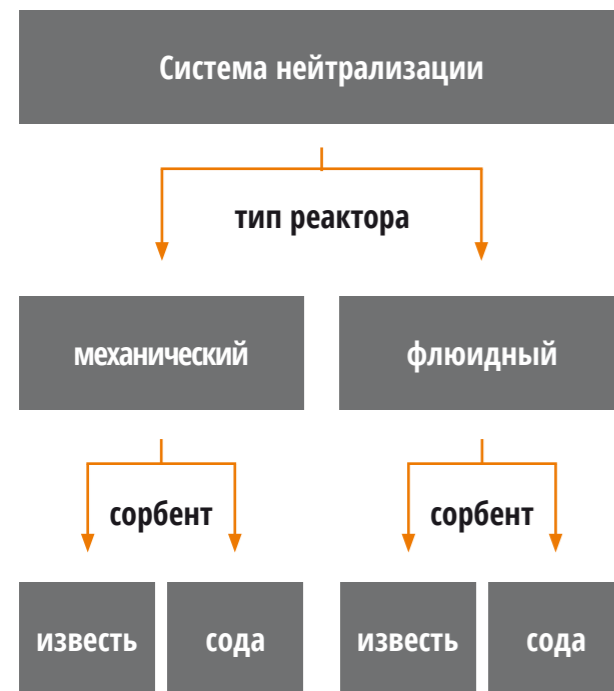 Система нейтрализации
тип реактора
механический
флюидный
сорбент
сорбент
известь
сода
известь
сода